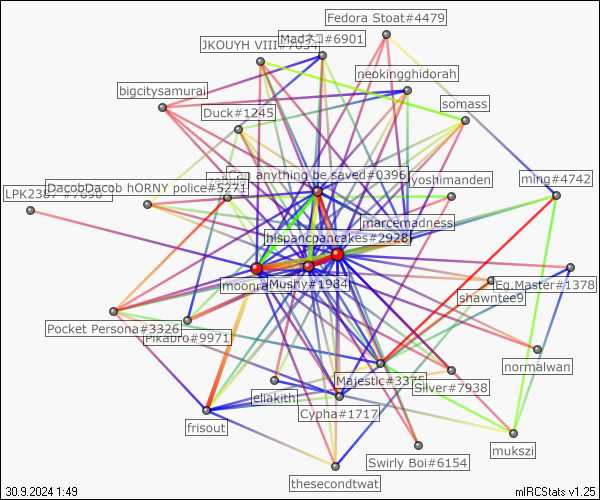 Fedora Stoat#4479
JKOUYH VIII#7034
Madネコ#6901
neokingghidorah
bigcitysamurai
somass
Duck#1245
anything be saved#0396
yoshimanden
ming#4742
LPK2387
DacobDacob hORNY police#5271
marcemadness
hispancpancakes#2928
Mushy#1984
Eg.Master#1378
shawntee9
Pocket Persona#3326
Pikabro#9971
normalwan
Majestic#3375
Silver#7938
eliakith
Cypha#1717
frisout
mukszi
Swirly Boi#6154
thesecondtwat
30.9.2024 1:49
mIRCStats v1.25